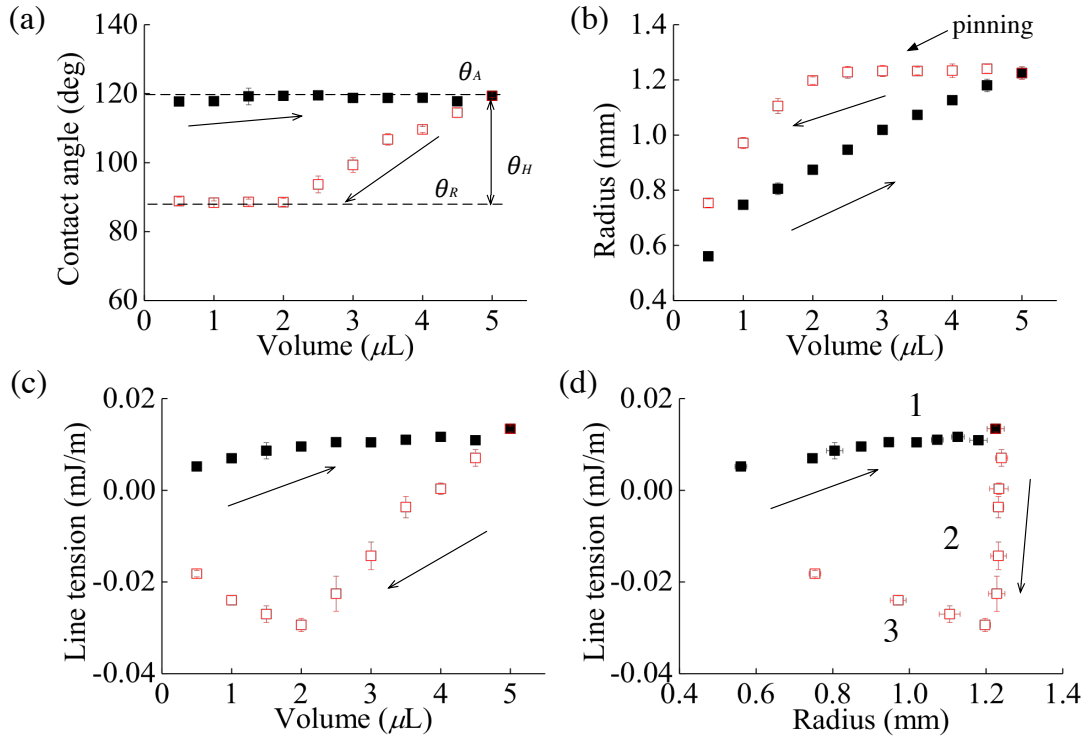 (a)
Contact angle (deg)
140
120
100
80
60
θA
θR
θH
0 1 2 3 4 5
Volume (μL)
(b)
Radius (mm)
1.4
1.2
1.0
0.8
0.6
0.4
pinning
0 1 2 3 4 5
Volume (μL)
(c)
Line tension (mJ/m)
0.02
0.00
-0.02
-0.04
0 1 2 3 4 5
Volume (μL)
(d)
Line tension (mJ/m)
0.02
0.00
-0.02
-0.04
1
2
3
0.4 0.6 0.8 1.0 1.2 1.4
Radius (mm)